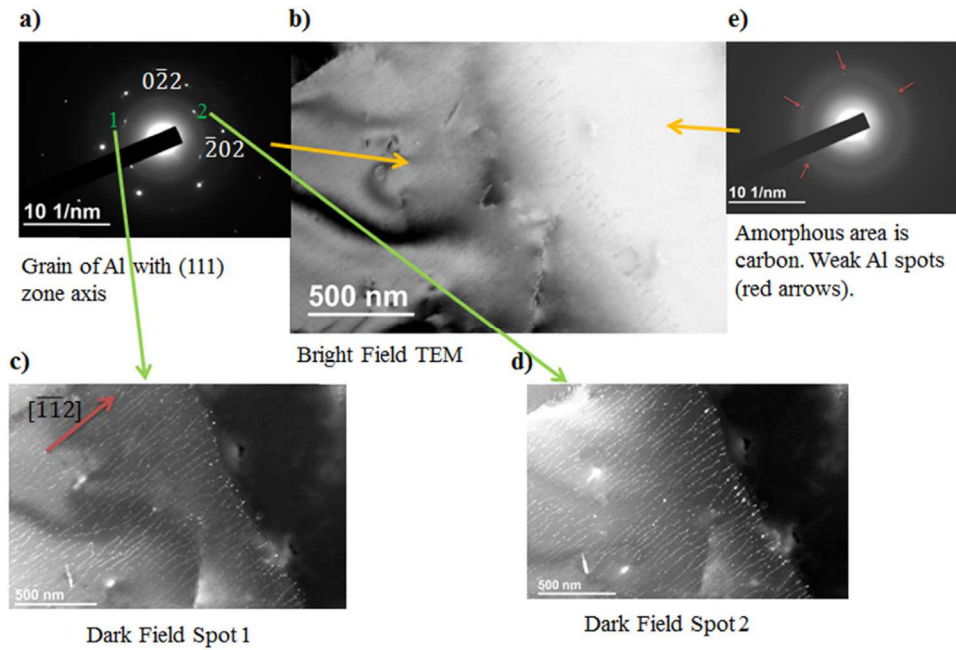 a)
b)
e)
02̅2
1
2
2̅02
10 1/nm
10 1/nm
Grain of Al with (111)
zone axis
500 nm
Bright Field TEM
Amorphous area is
carbon. Weak Al spots
(red arrows).
c)
d)
[1̅1̅2]
500 nm
500 nm
Dark Field Spot 1
Dark Field Spot 2